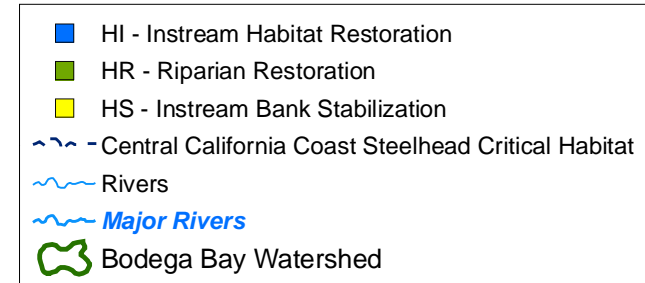 HI - Instream Habitat Restoration
HR - Riparian Restoration
HS - Instream Bank Stabilization
Central California Coast Steelhead Critical Habitat
Rivers
Major Rivers
Bodega Bay Watershed